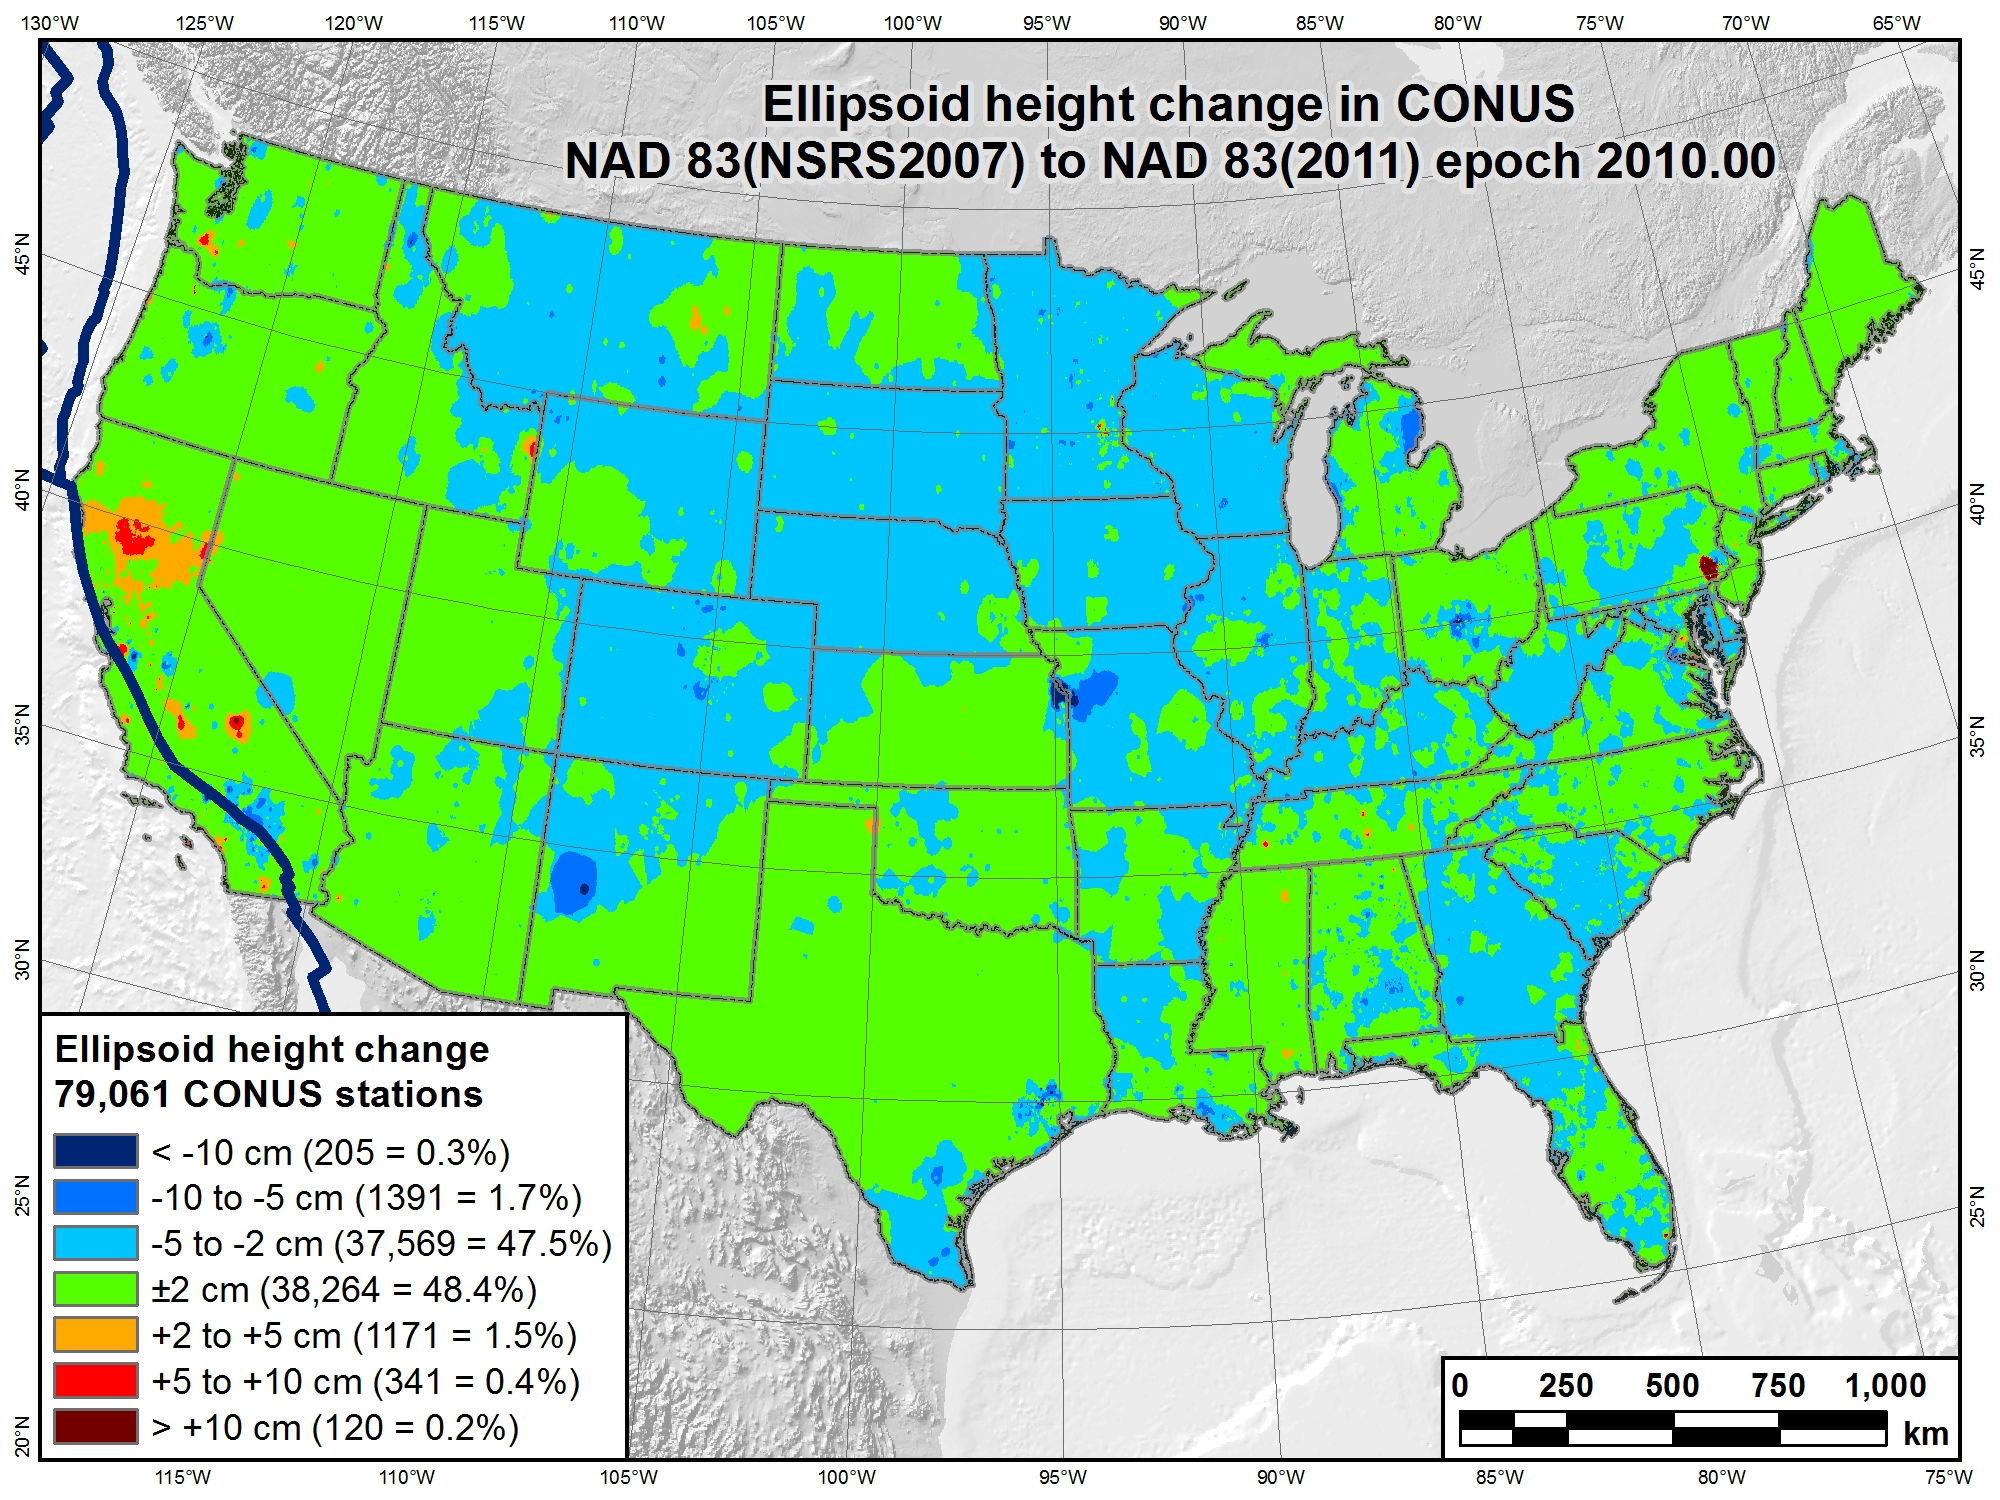 130°W 125°W 120°W 115°W 110°W 105°W 100°W 95°W 90°W 85°W 80°W 75°W 70°W 65°W
Ellipsoid height change in CONUS
NAD 83(NSRS2007) to NAD 83(2011) epoch 2010.00
45°N 45°N
40°N 40°N
35°N 35°N
30°N 30°N
25°N 25°N
20°N
Ellipsoid height change
79,061 CONUS stations
< -10 cm (205 = 0.3%)
-10 to -5 cm (1391 = 1.7%)
-5 to -2 cm (37,569 = 47.5%)
±2 cm (38,264 = 48.4%)
+2 to +5 cm (1171 = 1.5%)
+5 to +10 cm (341 = 0.4%)
> +10 cm (120 = 0.2%)
0 250 500 750 1,000
km
115°W 110°W 105°W 100°W 95°W 90°W 85°W 80°W 75°W